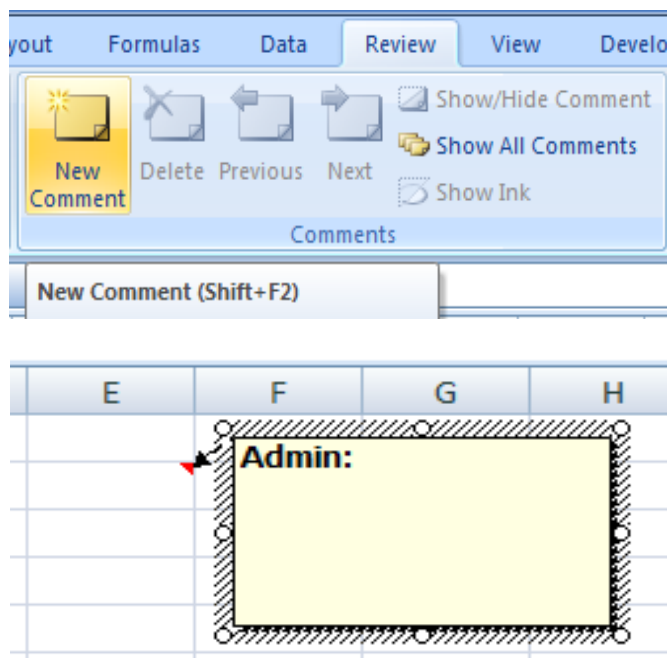 yout Formulas Data Review View Develo
New Comment
Delete Previous Next
Show/Hide Comment
Show All Comments
Show Ink
Comments
New Comment (Shift+F2)
E F G H
Admin: